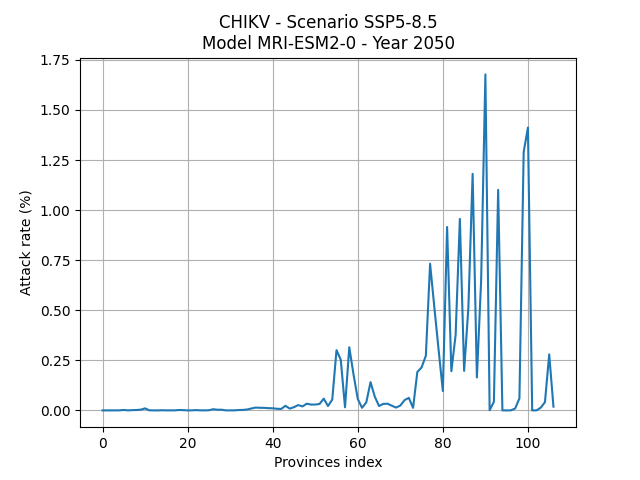 CHIKV - Scenario SSP5-8.5
Model MRI-ESM2-0 - Year 2050
1.75
1.50
1.25
1.00
0.75
0.50
0.25
0.00
Attack rate (%)
0 20 40 60 80 100
Provinces index